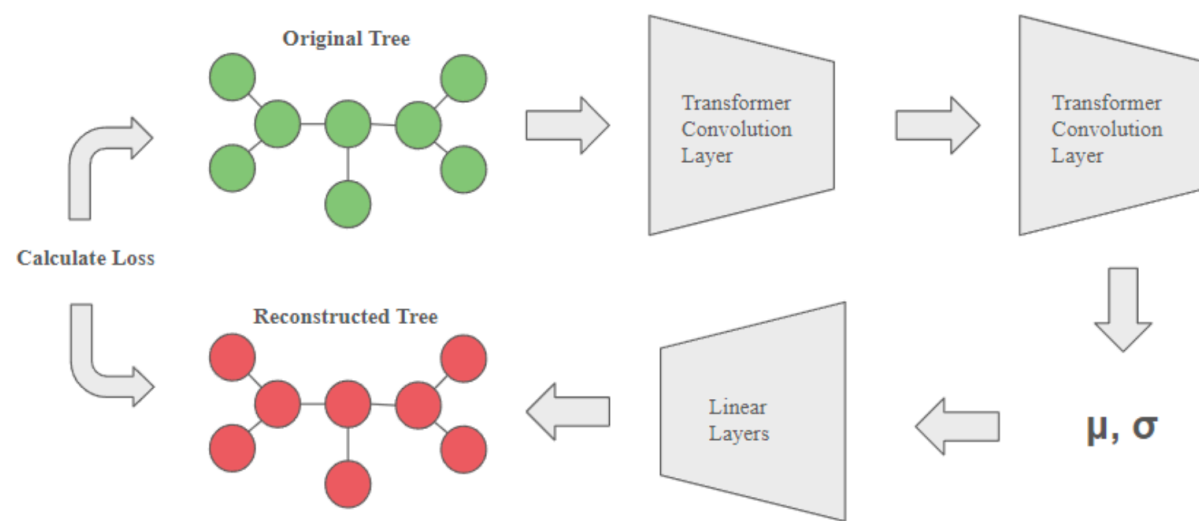 Original Tree
Transformer
Convolution
Layer
Transformer
Convolution
Layer
Calculate Loss
Reconstructed Tree
Linear
Layers
μ, σ